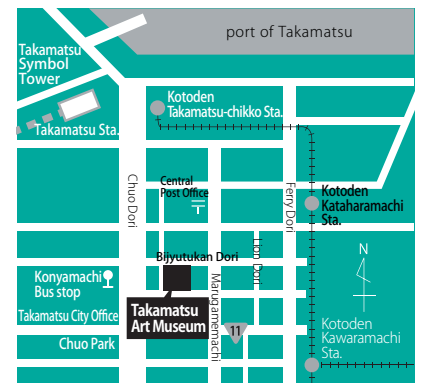 port of Takamatsu
Takamatsu
Symbol
Tower
Kotoden
Takamatsu-chikko Sta.
Takamatsu Sta.
Chuo Dori
Central
Post Office
Ferry Dori
Kotoden
Kataharamachi
Sta.
Lion Dori
Bijyutukan Dori
N
Konyamachi
Bus stop
Marugamemachi
Takamatsu
Art Museum
Takamatsu City Office
11
Kotoden
Kawaramachi
Sta.
Chuo Park